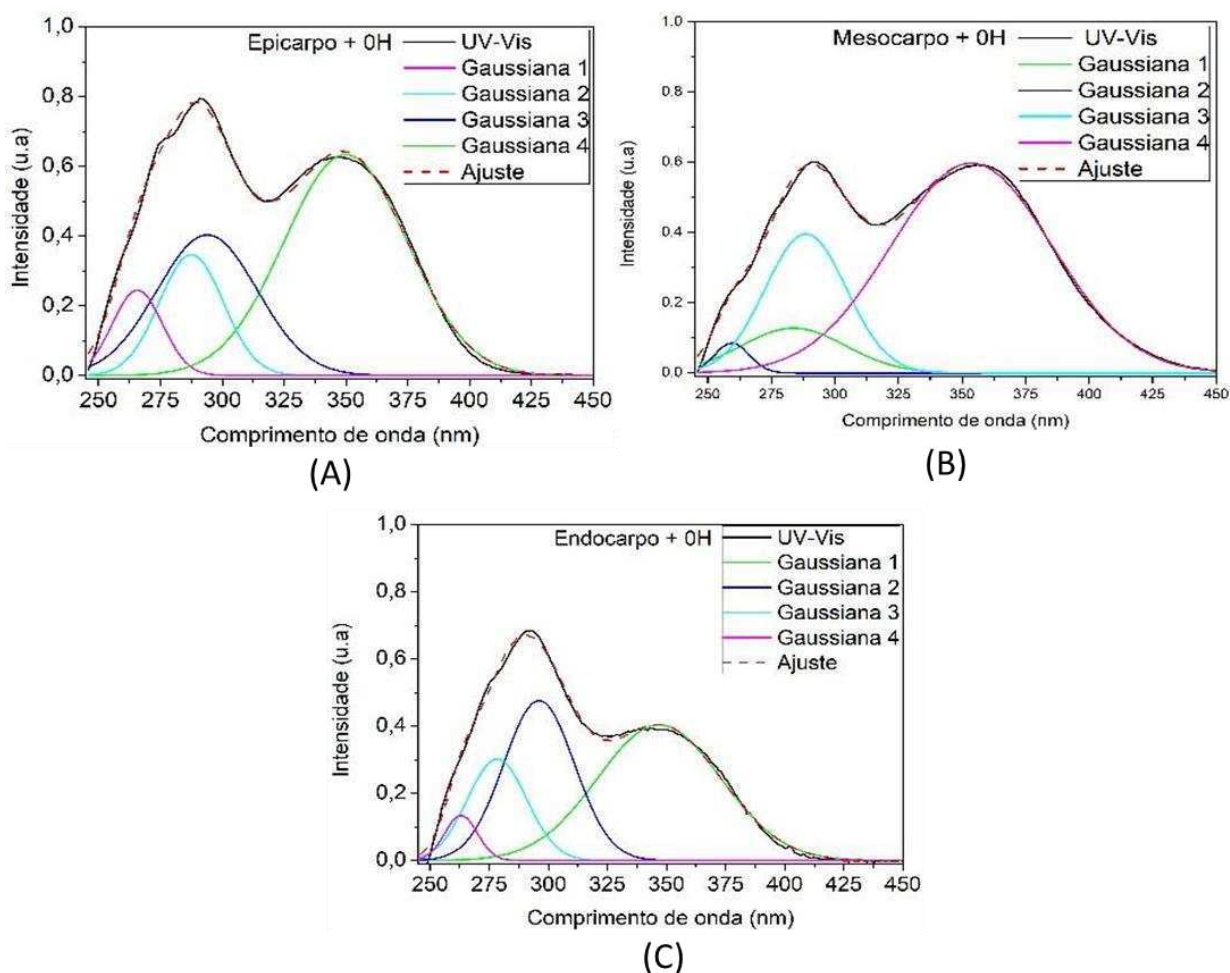 Epicarpo + 0H
UV-Vis
Gaussiana 1
Gaussiana 2
Gaussiana 3
Gaussiana 4
Ajuste
Intensidade (u.a)
1,0
0,8
0,6
0,4
0,2
0,0
250 275 300 325 350 375 400 425 450
Comprimento de onda (nm)
(A)
Mesocarpo + 0H
UV-Vis
Gaussiana 1
Gaussiana 2
Gaussiana 3
Gaussiana 4
Ajuste
Intensidade (u.a)
1,0
0,8
0,6
0,4
0,2
0,0
250 275 300 325 350 375 400 425 450
Comprimento de onda (nm)
(B)
Endocarpo + 0H
UV-Vis
Gaussiana 1
Gaussiana 2
Gaussiana 3
Gaussiana 4
Ajuste
Intensidade (u.a)
1,0
0,8
0,6
0,4
0,2
0,0
250 275 300 325 350 375 400 425 450
Comprimento de onda (nm)
(C)